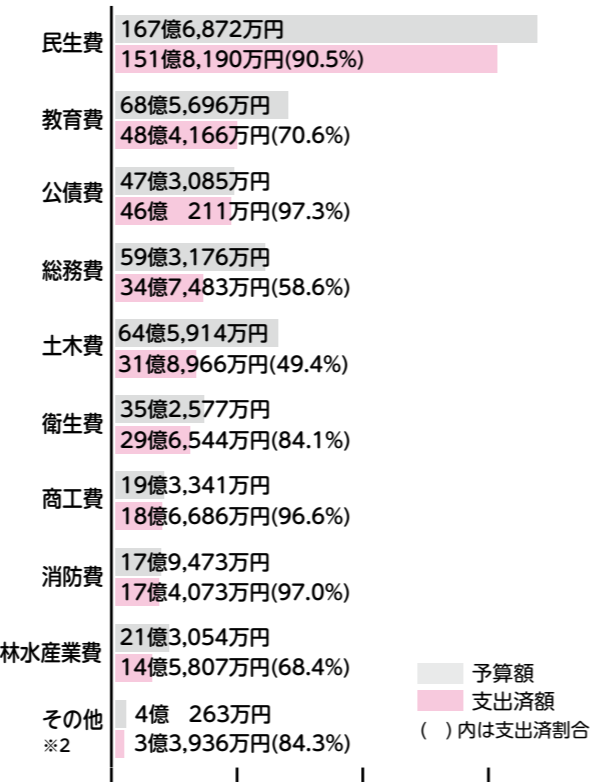 民生費
167億6,872万円
151億8,190万円(90.5%)
教育費
68億5,696万円
48億4,166万円(70.6%)
公債費
47億3,085万円
46億　211万円(97.3%)
総務費
59億3,176万円
34億7,483万円(58.6%)
土木費
64億5,914万円
31億8,966万円(49.4%)
衛生費
35億2,577万円
29億6,544万円(84.1%)
商工費
19億3,341万円
18億6,686万円(96.6%)
消防費
17億9,473万円
17億4,073万円(97.0%)
林水産業費
21億3,054万円
14億5,807万円(68.4%)
その他
※2
4億　263万円
3億3,936万円(84.3%)
予算額
支出済額
(　)内は支出済割合